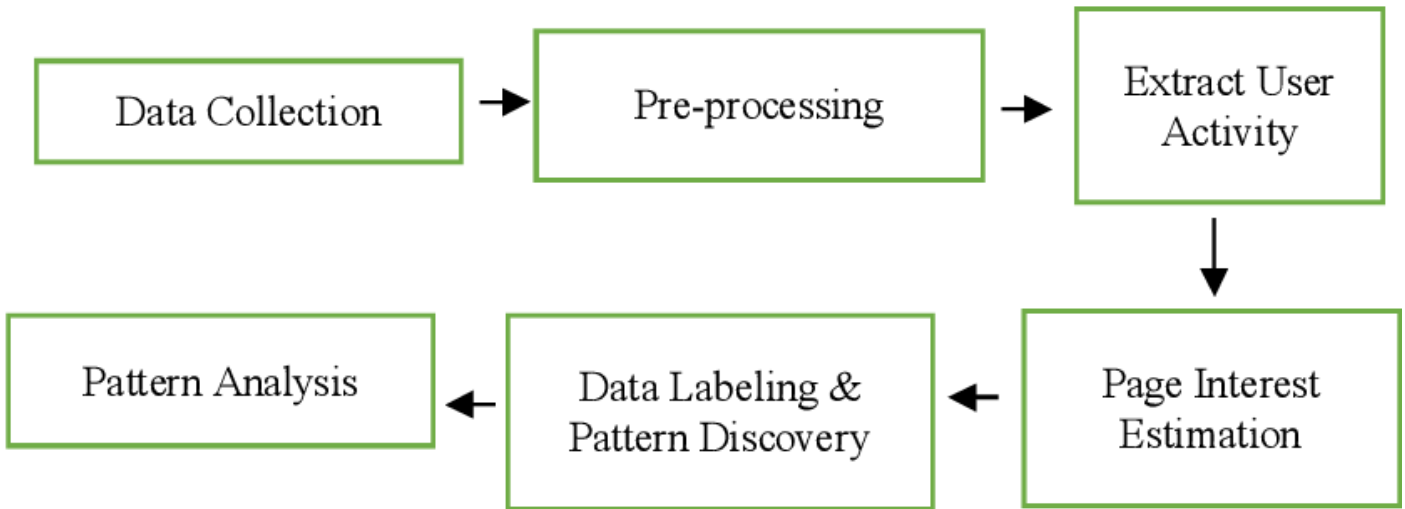 Data Collection
Pre-processing
Extract User
Activity
Page Interest
Estimation
Data Labeling &
Pattern Discovery
Pattern Analysis